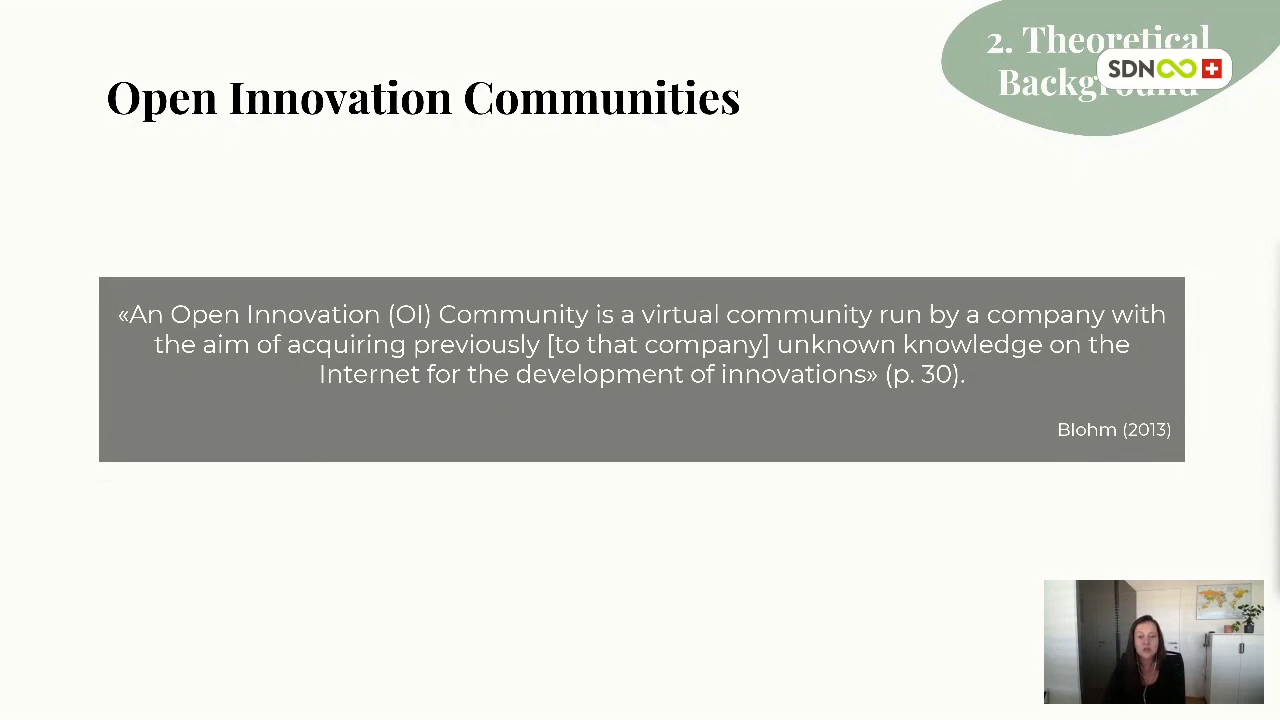 2. Theoretical
Background
SDN
Open Innovation Communities
«An Open Innovation (OI) Community is a virtual community run by a company with
the aim of acquiring previously [to that company] unknown knowledge on the
Internet for the development of innovations» (p. 30).
Blohm (2013)